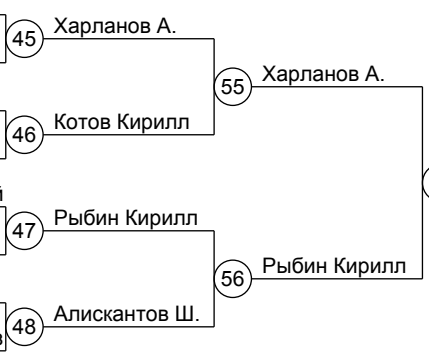 Харланов А.
45
55
Харланов А.
46
Котов Кирилл
й
47
Рыбин Кирилл
56
Рыбин Кирилл
48
Алискантов Ш.
в